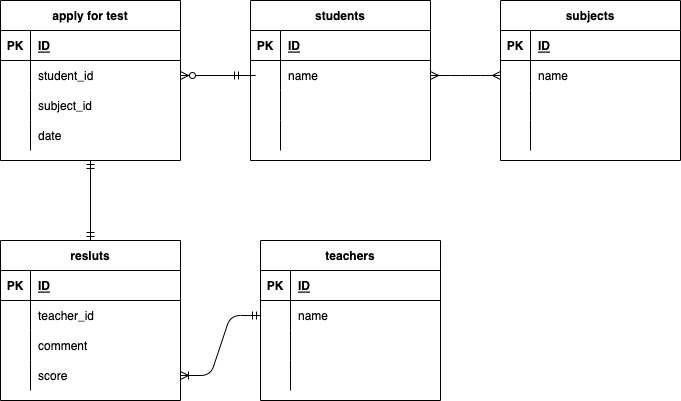 apply for test
PK ID
student_id
subject_id
date
students
PK ID
name
subjects
PK ID
name
resluts
PK ID
teacher_id
comment
score
teachers
PK ID
name